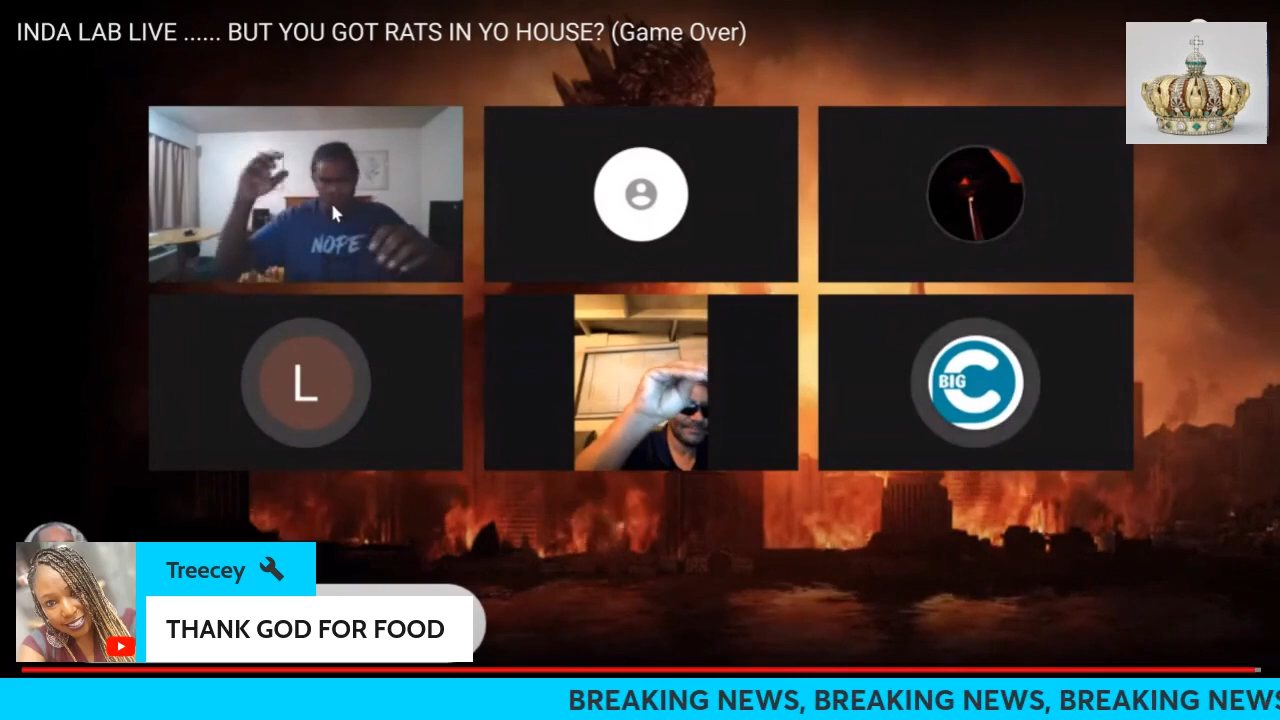 INDA LAB LIVE ...... BUT YOU GOT RATS IN YO HOUSE? (Game Over)
NOPE
L
BIG C
Treecey
THANK GOD FOR FOOD
BREAKING NEWS, BREAKING NEWS, BREAKING NEWS